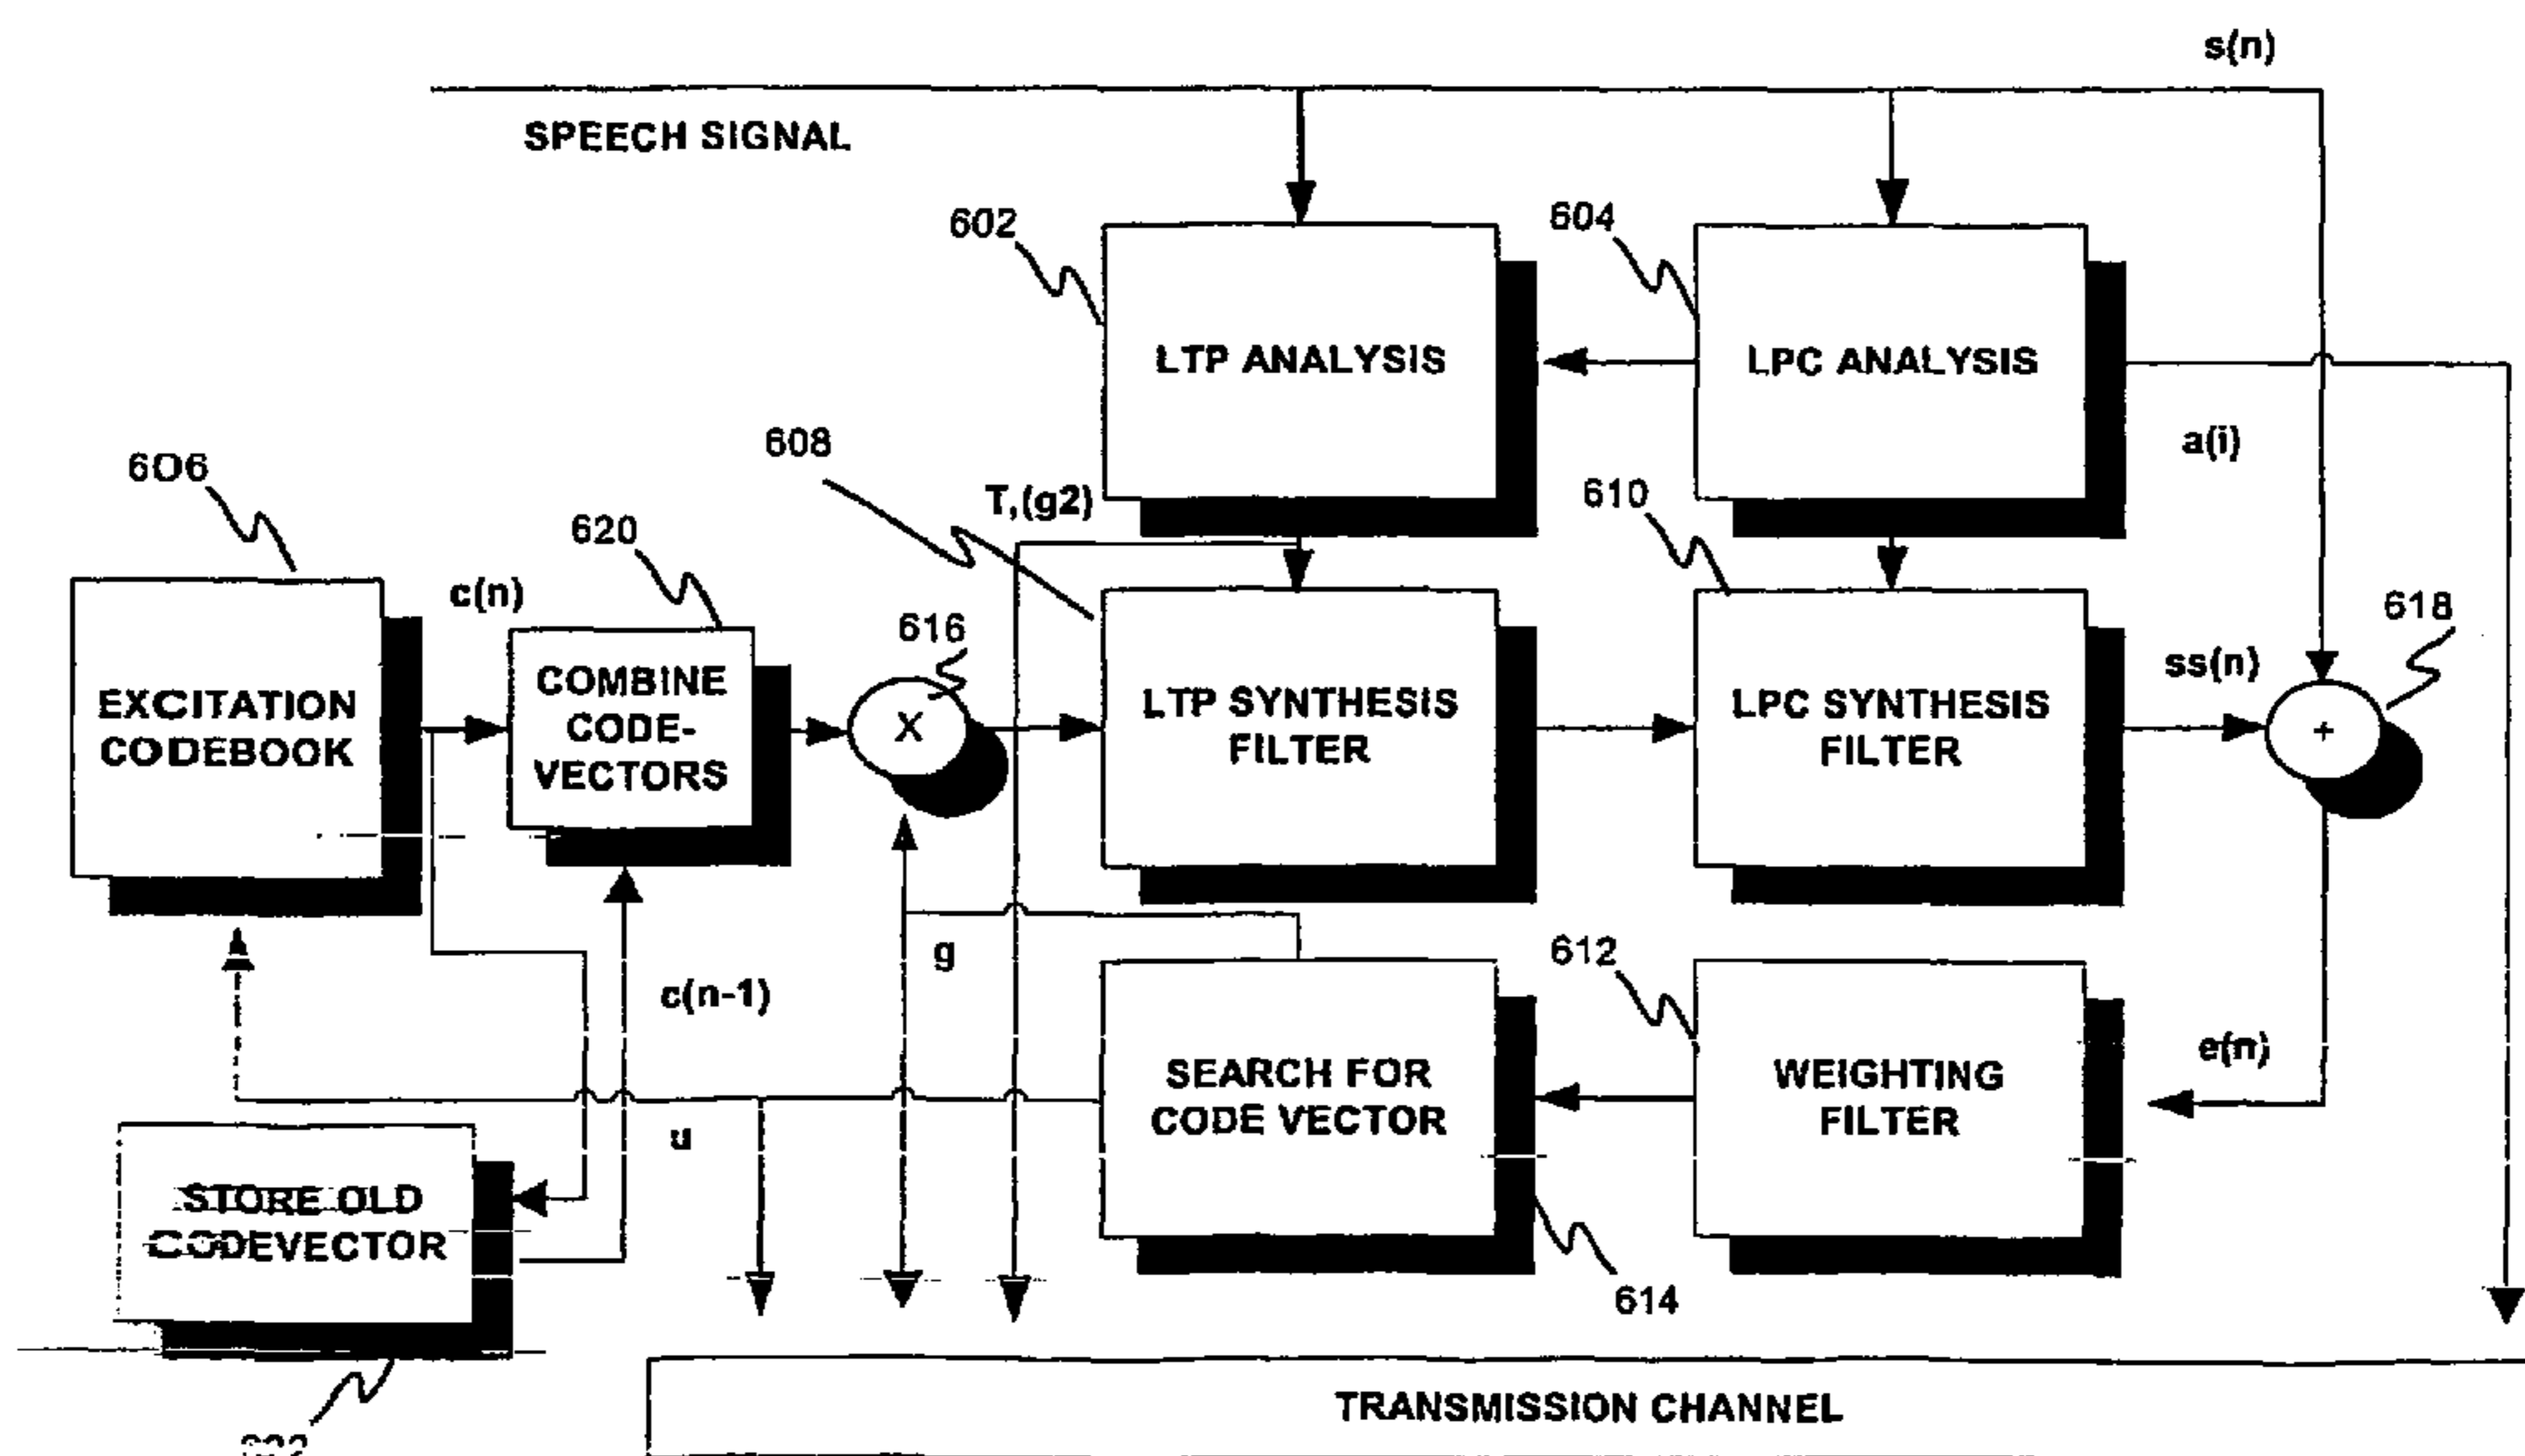 s(n)
SPEECH SIGNAL
602
604
LTP ANALYSIS
LPC ANALYSIS
608
a(i)
606
T,(g2)
610
620
c(n)
616
618
EXCITATION
CODEBOOK
COMBINE
CODE-
VECTORS
X
LTP SYNTHESIS
FILTER
LPC SYNTHESIS
FILTER
ss(n)
+
g
612
c(n-1)
SEARCH FOR
CODE VECTOR
WEIGHTING
FILTER
e(n)
u
STORE OLD
CODEVECTOR
614
TRANSMISSION CHANNEL